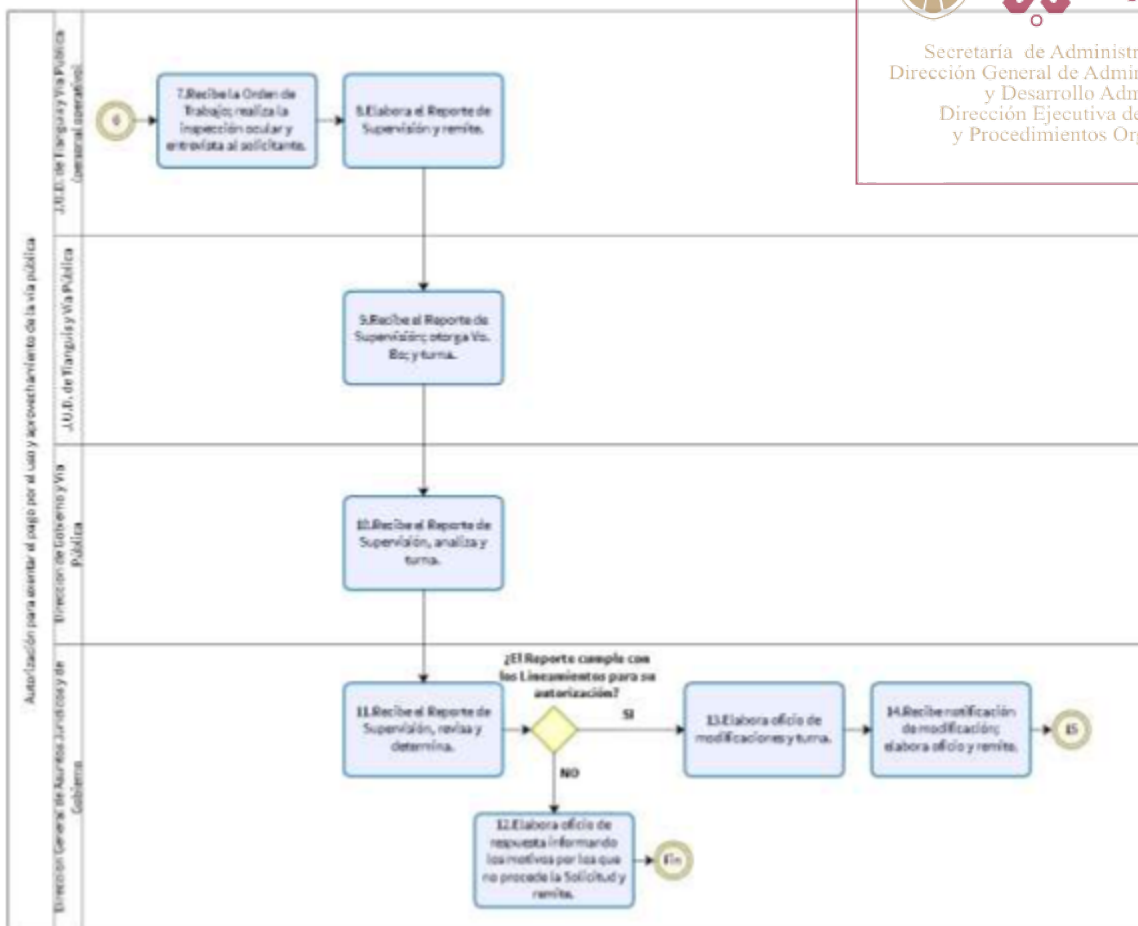 Secretaría de Administr
Dirección General de Admin
y Desarrollo Adm
Dirección Ejecutiva de
y Procedimientos Or
Autorización para exentar el pago por el uso y aprovechamiento de la vía pública
J.U.D. de Tianguis y Vía Pública
(personal operativo)
6
7.Recibe la Orden de
Trabajo; realiza la
inspección ocular y
entrevista al solicitante.
8.Elabora el Reporte de
Supervisión y remite.
J.U.D. de Tianguis y Vía Pública
9.Recibe el Reporte de
Supervisión; otorga Vo.
Bo; y turna.
Dirección de Gobierno y Vía
Pública
10.Recibe el Reporte de
Supervisión, analiza y
turna.
Dirección General de Asuntos Jurídicos y de
Gobierno
11.Recibe el Reporte de
Supervisión, revisa y
determina.
¿El Reporte cumple con
los Lineamientos para su
autorización?
SI
NO
13.Elabora oficio de
modificaciones y turna.
14.Recibe notificación
de modificación;
elabora oficio y remite.
15
12.Elabora oficio de
respuesta informando
los motivos por los que
no procede la Solicitud y
remite.
Fin